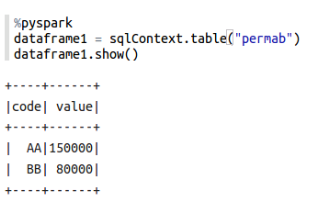 %pyspark
dataframe1 = sqlContext.table("permab")
dataframe1.show()
+----+------+
|code| value|
+----+------+
|  AA|150000|
|  BB| 80000|
+----+------+